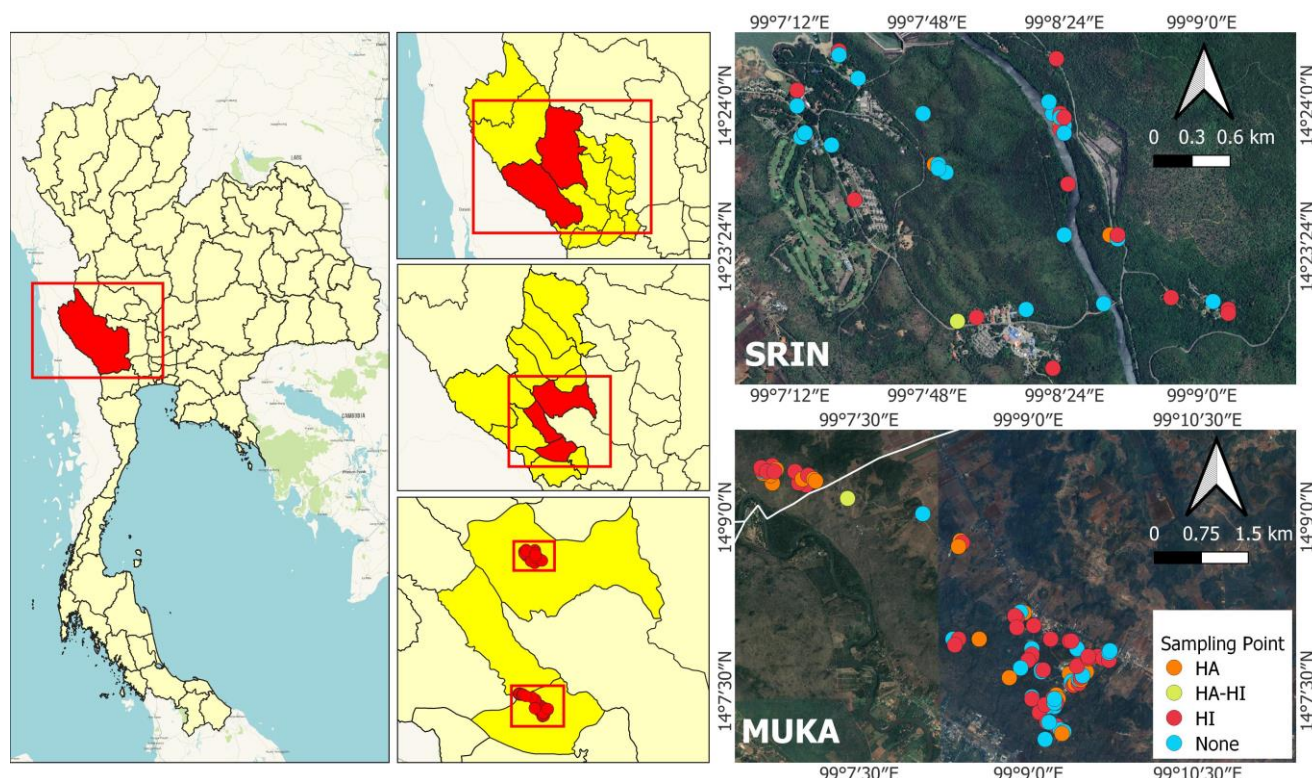 LAOS
CAMBODIA
99°7'12"E 99°7'48"E 99°8'24"E 99°9'0"E
14°24'0"N
14°23'24"N
14°24'0"N
14°23'24"N
0 0.3 0.6 km
SRIN
99°7'12"E 99°7'48"E 99°8'24"E 99°9'0"E
99°7'30"E 99°9'0"E 99°10'30"E
14°9'0"N
14°7'30"N
14°9'0"N
14°7'30"N
0 0.75 1.5 km
Sampling Point
HA
HA-HI
HI
None
MUKA
99°7'30"E 99°9'0"E 99°10'30"E